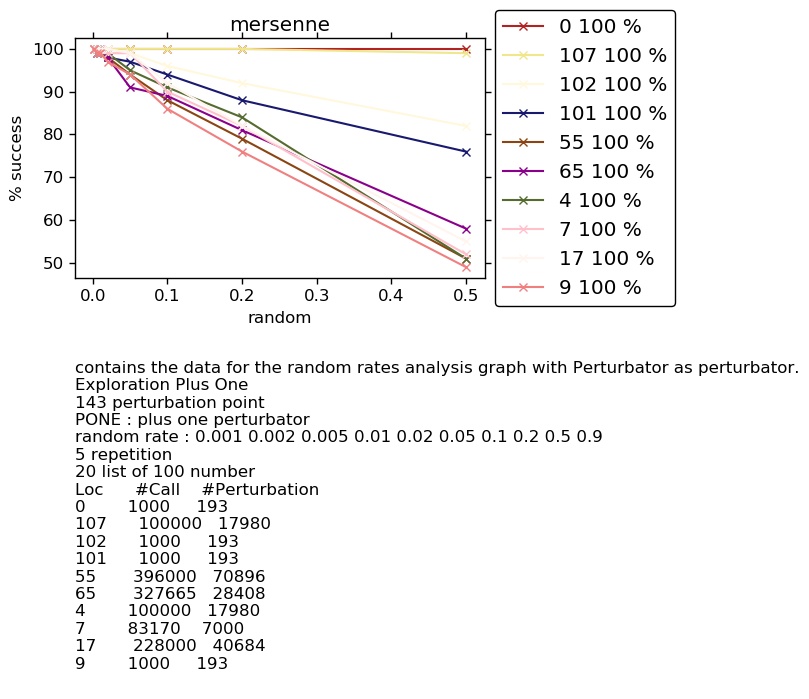 mersenne
100
90
80
70
60
50
% success
0.0 0.1 0.2 0.3 0.4 0.5
random
0 100 %
107 100 %
102 100 %
101 100 %
55 100 %
65 100 %
4 100 %
7 100 %
17 100 %
9 100 %
contains the data for the random rates analysis graph with Perturbator as perturbator.
Exploration Plus One
143 perturbation point
PONE : plus one perturbator
random rate : 0.001 0.002 0.005 0.01 0.02 0.05 0.1 0.2 0.5 0.9
5 repetition
20 list of 100 number
Loc #Call #Perturbation
0 1000 193
107 100000 17980
102 1000 193
101 1000 193
55 396000 70896
65 327665 28408
4 100000 17980
7 83170 7000
17 228000 40684
9 1000 193